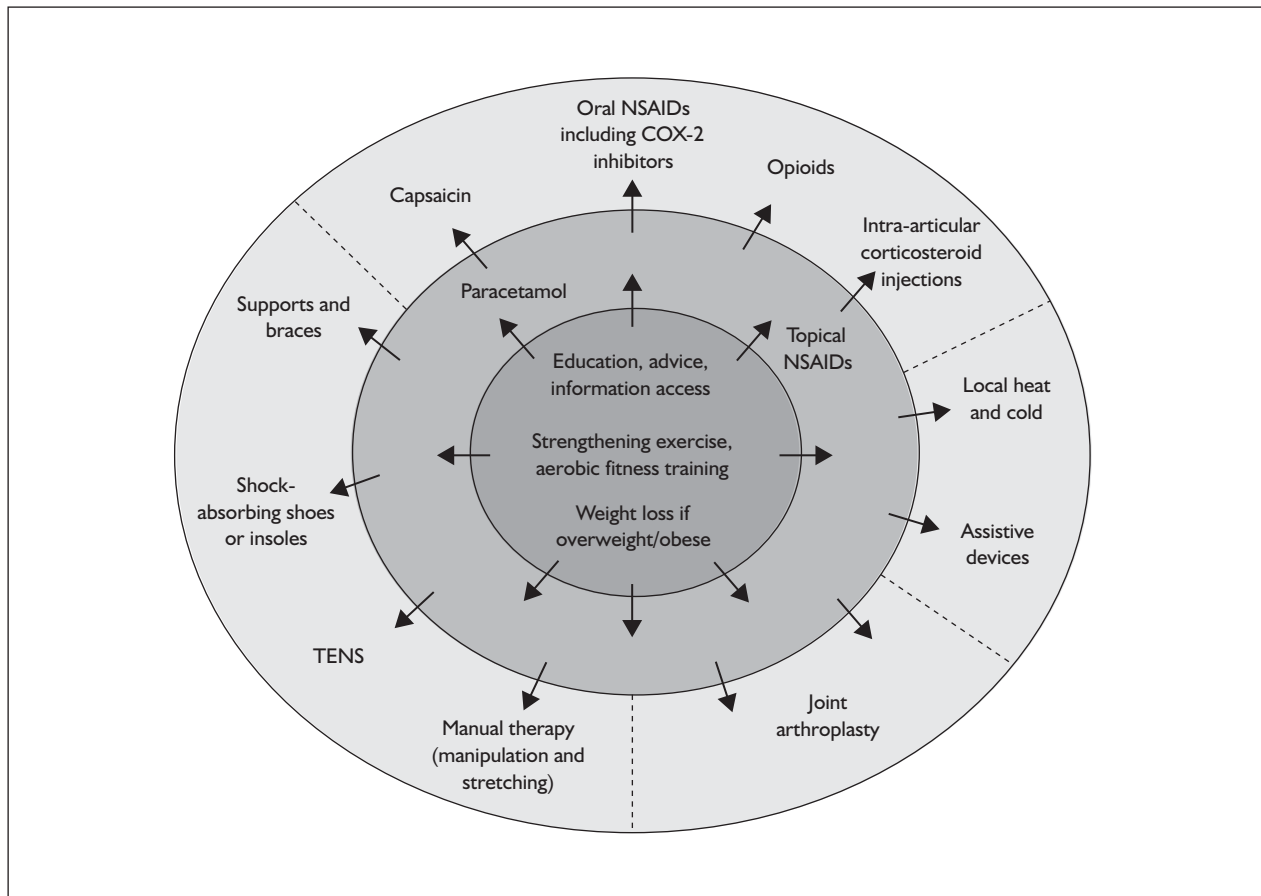 Oral NSAIDs
including COX-2
inhibitors
Opioids
Capsaicin
Intra-articular
corticosteroid
injections
Paracetamol
Supports and
braces
Topical
NSAIDs
Education, advice,
information access
Local heat
and cold
Strengthening exercise,
aerobic fitness training
Shock-
absorbing shoes
or insoles
Weight loss if
overweight/obese
Assistive
devices
TENS
Joint
arthroplasty
Manual therapy
(manipulation and
stretching)